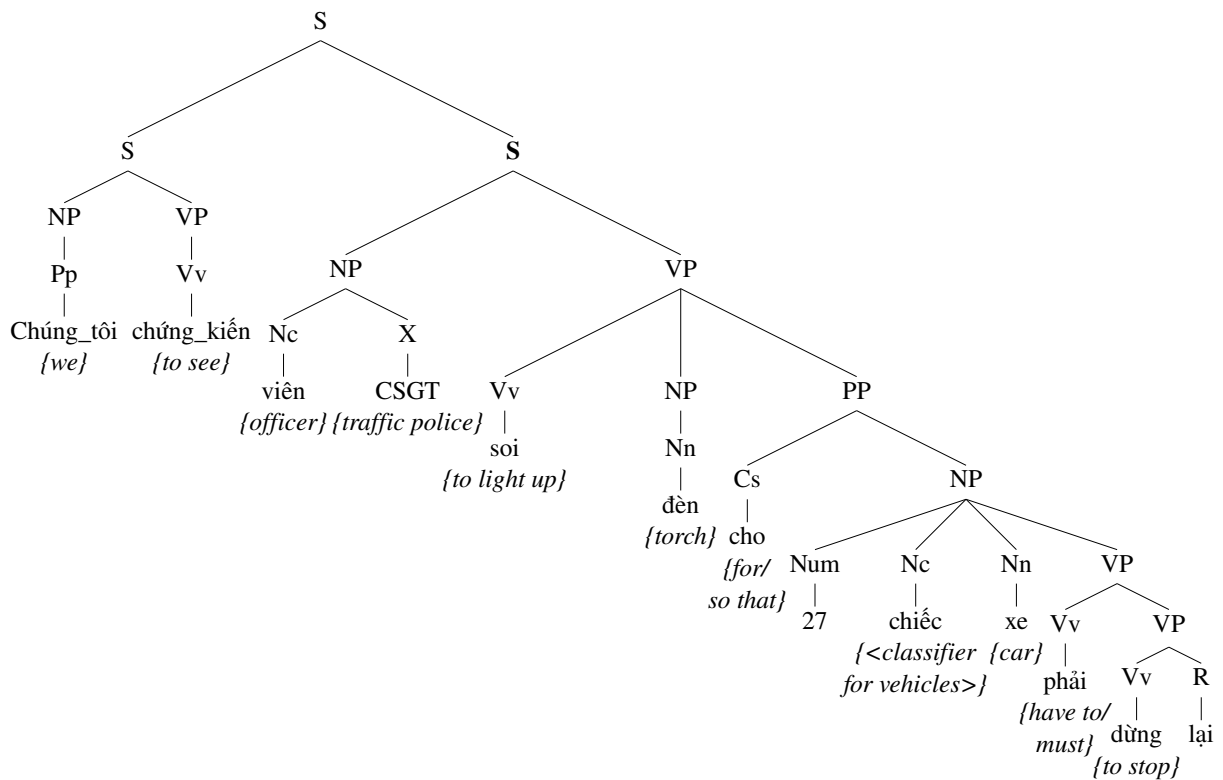 S
S S
NP VP
NP VP
Pp Vv
Chúng_tôi chứng_kiến Nc X
{we} {to see}
viên CSGT Vv NP PP
{officer} {traffic police}
soi Nn Cs NP
{to light up}
đèn cho
{torch} {for/ Num Nc Nn VP
so that}
27 chiếc xe Vv VP
{<classifier {car}
for vehicles>} phải Vv R
{have to/
must} dừng lại
{to stop}